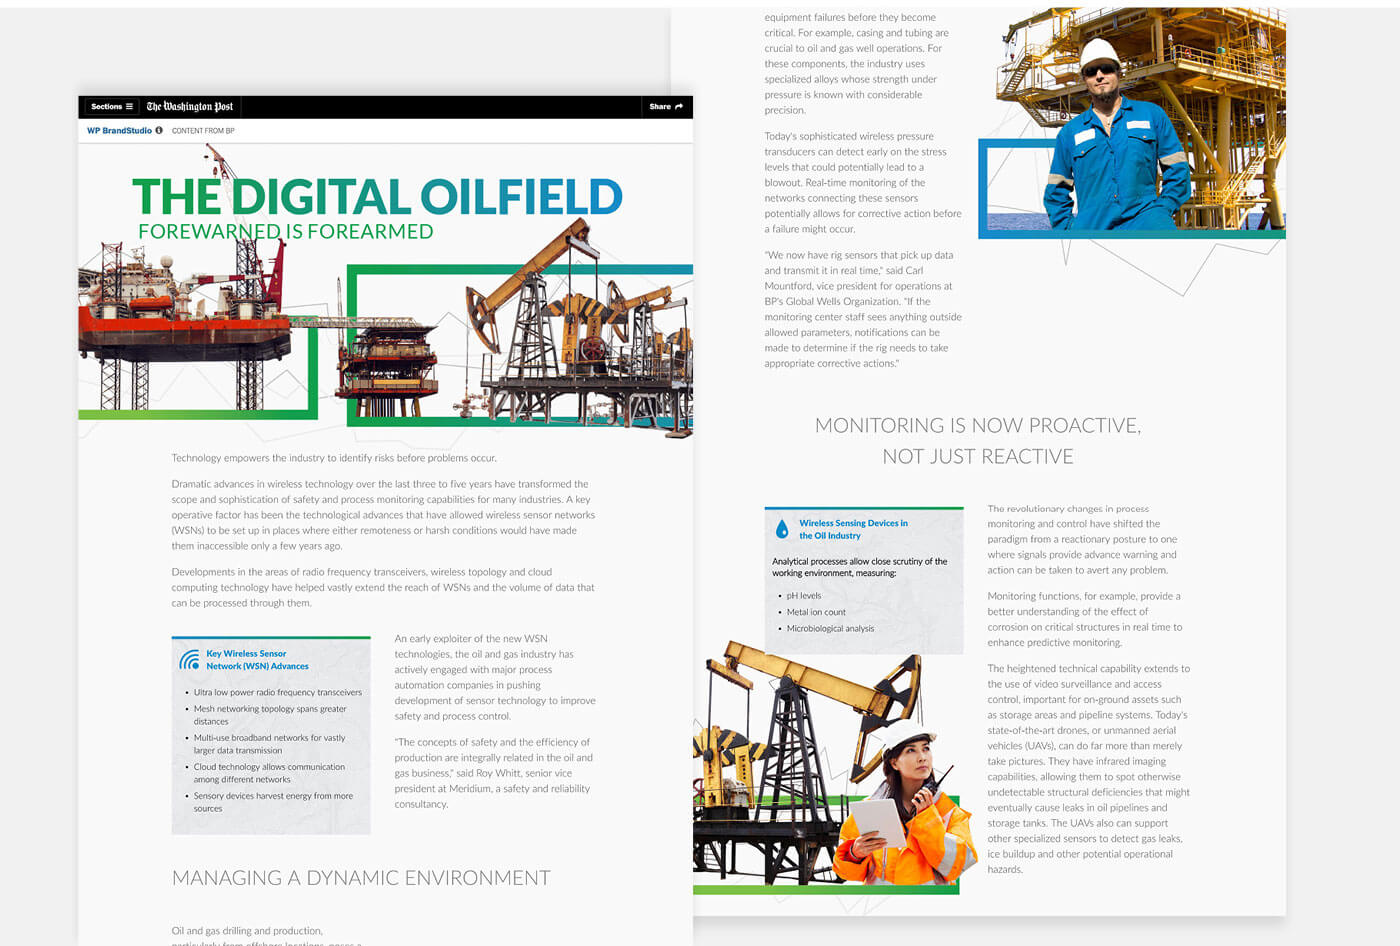 Sections
The Washington Post
Share
WP BrandStudio
CONTENT FROM BP
THE DIGITAL OILFIELD
FOREWARNED IS FOREARMED
Technology empowers the industry to identify risks before problems occur.
Dramatic advances in wireless technology over the last three to five years have transformed the
scope and sophistication of safety and process monitoring capabilities for many industries. A key
operative factor has been the technological advances that have allowed wireless sensor networks
(WSNs) to be set up in places where either remoteness or harsh conditions would have made
them inaccessible only a few years ago.
Developments in the areas of radio frequency transceivers, wireless topology and cloud
computing technology have helped vastly extend the reach of WSNs and the volume of data that
can be processed through them.
Key Wireless Sensor
Network (WSN) Advances
• Ultra low power radio frequency transceivers
• Mesh networking topology spans greater
distances
• Multi-use broadband networks for vastly
larger data transmission
• Cloud technology allows communication
among different networks
• Sensory devices harvest energy from more
sources
An early exploiter of the new WSN
technologies, the oil and gas industry has
actively engaged with major process
automation companies in pushing
development of sensor technology to improve
safety and process control.
"The concepts of safety and the efficiency of
production are integrally related in the oil and
gas business," said Roy Whitt, senior vice
president at Meridium, a safety and reliability
consultancy.
MANAGING A DYNAMIC ENVIRONMENT
Oil and gas drilling and production,
particularly from offshore locations, poses a
equipment failures before they become
critical. For example, casing and tubing are
crucial to oil and gas well operations. For
these components, the industry uses
specialized alloys whose strength under
pressure is known with considerable
precision.
Today's sophisticated wireless pressure
transducers can detect early on the stress
levels that could potentially lead to a
blowout. Real-time monitoring of the
networks connecting these sensors
potentially allows for corrective action before
a failure might occur.
"We now have rig sensors that pick up data
and transmit it in real time," said Carl
Mountford, vice president for operations at
BP's Global Wells Organization. "If the
monitoring center staff sees anything outside
allowed parameters, notifications can be
made to determine if the rig needs to take
appropriate corrective actions."
MONITORING IS NOW PROACTIVE,
NOT JUST REACTIVE
Wireless Sensing Devices in
the Oil Industry
Analytical processes allow close scrutiny of the
working environment, measuring:
• pH levels
• Metal ion count
• Microbiological analysis
The revolutionary changes in process
monitoring and control have shifted the
paradigm from a reactionary posture to one
where signals provide advance warning and
action can be taken to avert any problem.
Monitoring functions, for example, provide a
better understanding of the effect of
corrosion on critical structures in real time to
enhance predictive monitoring.
The heightened technical capability extends to
the use of video surveillance and access
control, important for on-ground assets such
as storage areas and pipeline systems. Today's
state-of-the-art drones, or unmanned aerial
vehicles (UAVs), can do far more than merely
take pictures. They have infrared imaging
capabilities, allowing them to spot otherwise
undetectable structural deficiencies that might
eventually cause leaks in oil pipelines and
storage tanks. The UAVs also can support
other specialized sensors to detect gas leaks,
ice buildup and other potential operational
hazards.